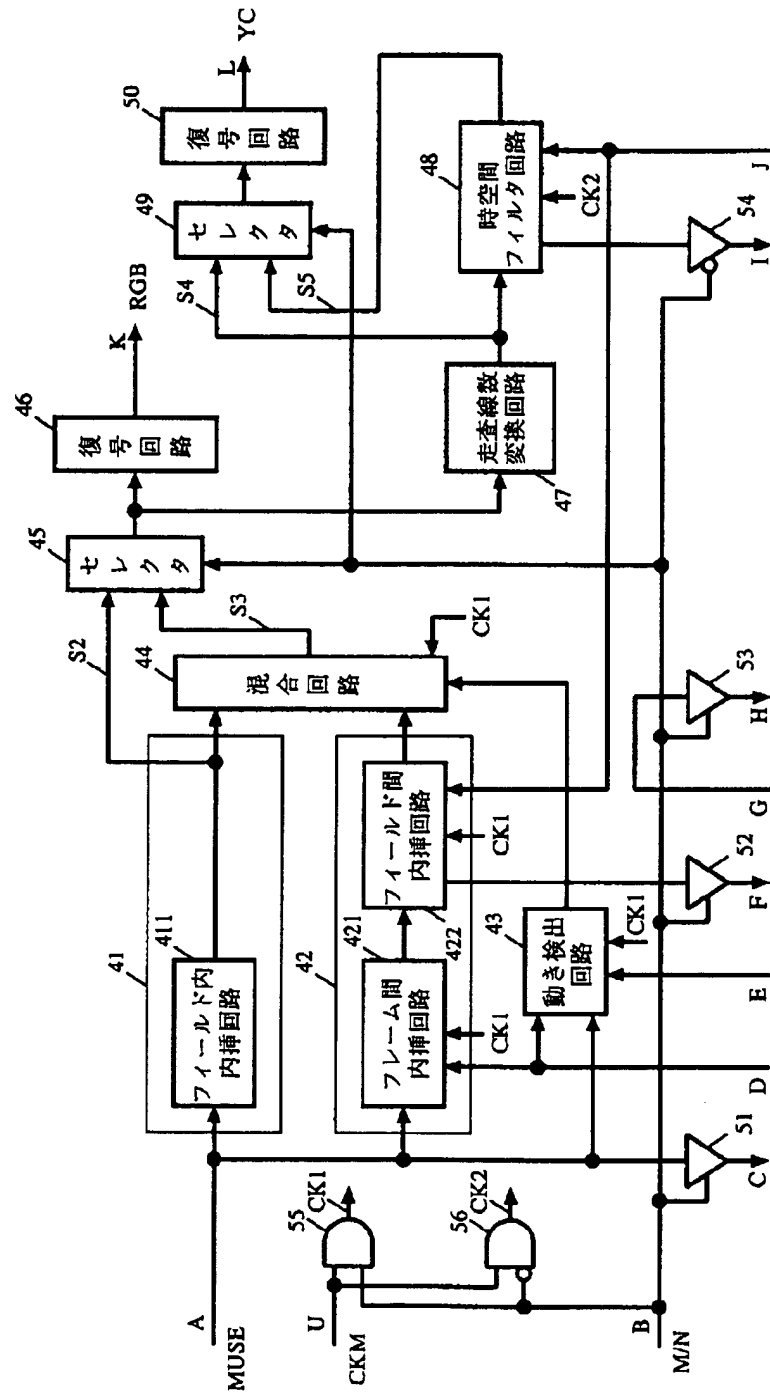 A
MUSE
U
CKM
B
M/N
55
CK1
56
CK2
41
411
フィールド内
内挿回路
42
421
フレーム間
内挿回路
CK1
422
フィールド間
内挿回路
CK1
43
動き検出
回路
CK1
44
混合回路
CK1
S2
S3
45
セレクタ
46
復号回路
K
RGB
47
走査線数
変換回路
48
時空間
フィルタ回路
CK2
S4
S5
49
セレクタ
50
復号回路
L
YC
51
C
D
E
52
F
G
53
H
54
I
J